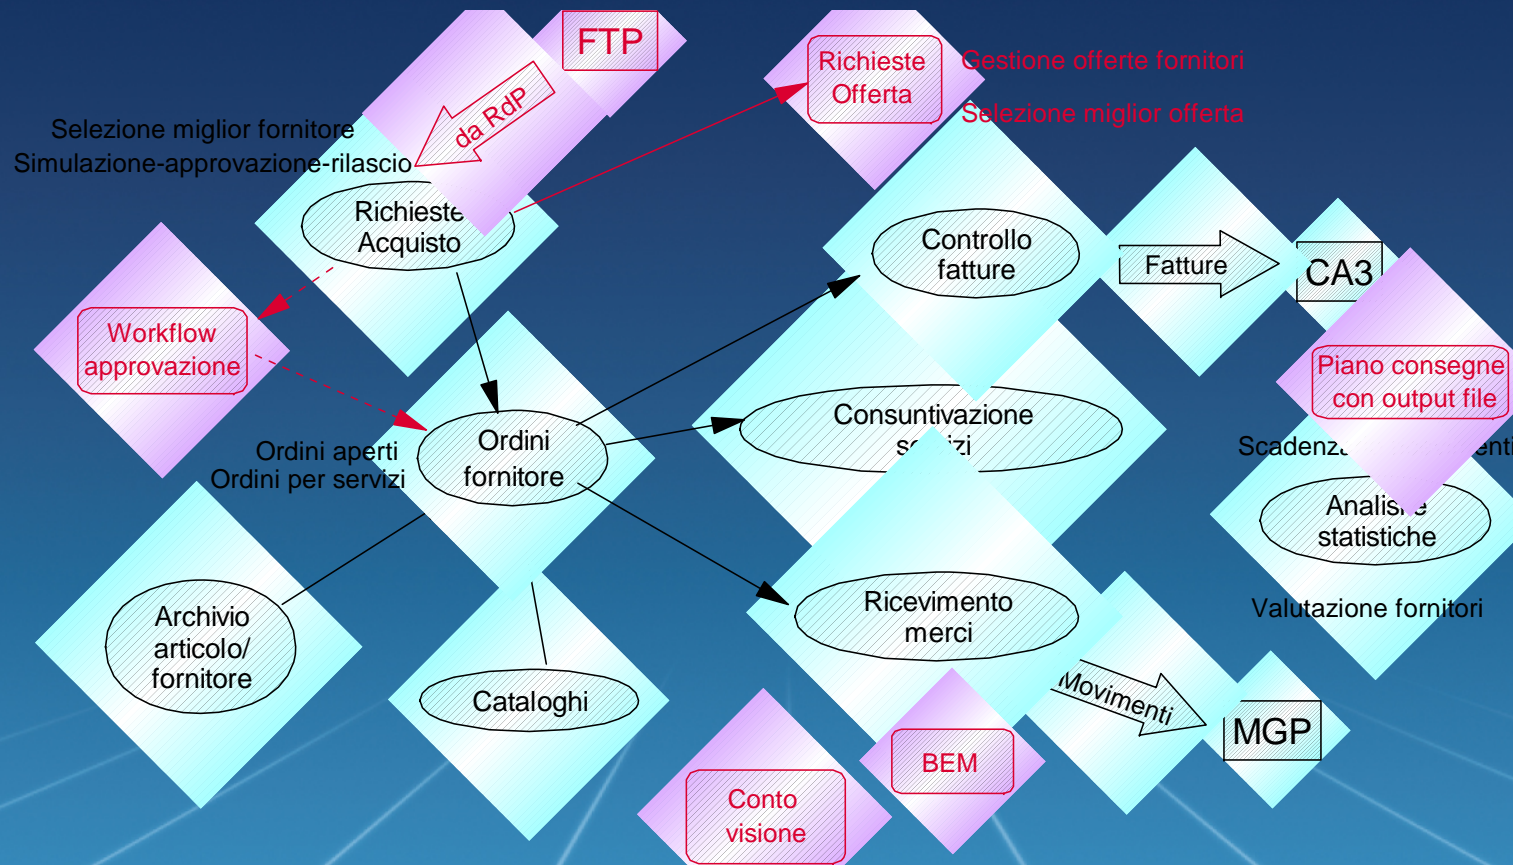 FTP
da RdP
Richieste
Offerta
Gestione offerte fornitori
Selezione miglior offerta
Selezione miglior fornitore
Simulazione-approvazione-rilascio
Richieste
Acquisto
Controllo
fatture
Fatture
CA3
Workflow
approvazione
Piano consegne
con output file
Ordini
fornitore
Ordini aperti
Ordini per servizi
Consuntivazione
Analisi e
statistiche
Valutazione fornitori
Archivio
articolo/
fornitore
Cataloghi
Ricevimento
merci
Movimenti
MGP
BEM
Conto
visione